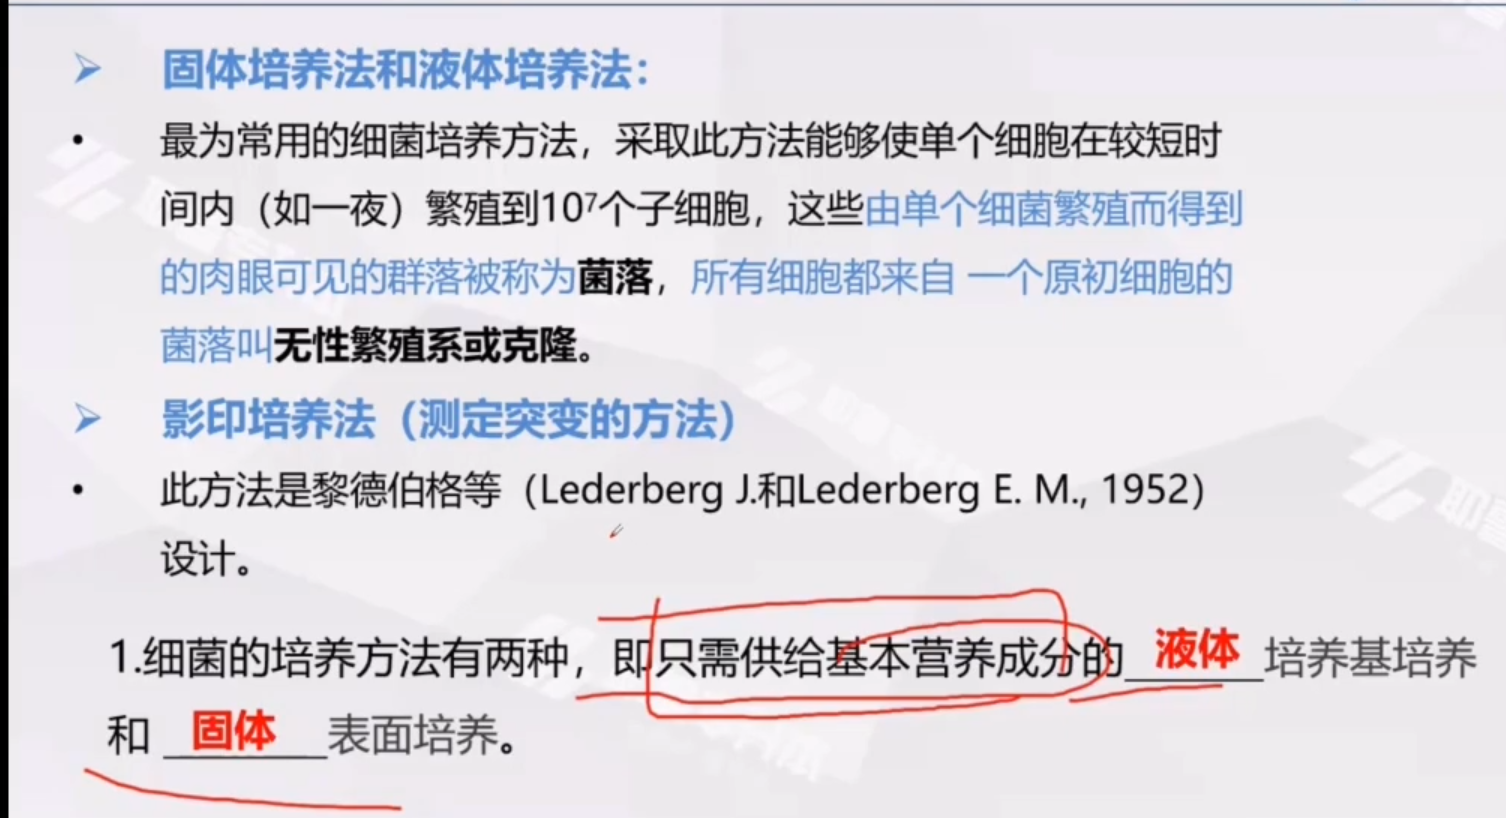 固体培养法和液体培养法：
最为常用的细菌培养方法，采取此方法能够使单个细胞在较短时
间内（如一夜）繁殖到10⁷个子细胞，这些由单个细菌繁殖而得到
的肉眼可见的群落被称为菌落，所有细胞都来自 一个原初细胞的
菌落叫无性繁殖系或克隆。
影印培养法（测定突变的方法）
此方法是黎德伯格等（Lederberg J.和Lederberg E. M., 1952）
设计。
1.细菌的培养方法有两种，即只需供给基本营养成分的 液体 培养基培养
和 固体 表面培养。